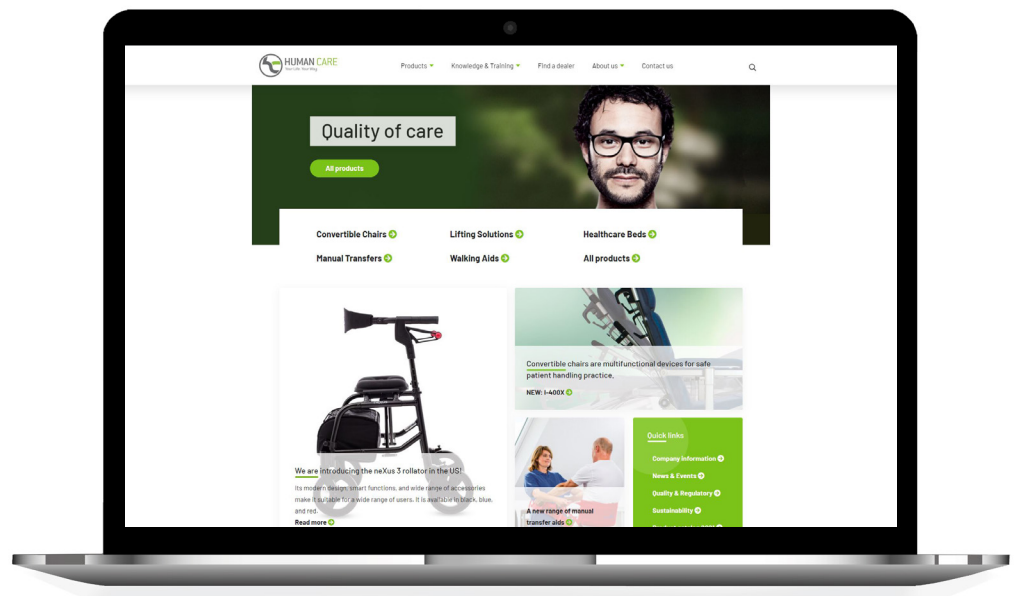 HUMAN CARE
Your Life. Your Way.
Products
Knowledge & Training
Find a dealer
About us
Contact us
Quality of care
All products
Convertible Chairs
Lifting Solutions
Healthcare Beds
Manual Transfers
Walking Aids
All products
We are introducing the neXus 3 rollator in the US!
Its modern design, smart functions, and wide range of accessories
make it suitable for a wide range of users. It is available in black, blue,
and red.
Read more
Convertible chairs are multifunctional devices for safe
patient handling practice.
NEW: I-400X
A new range of manual
transfer aids
Quick links
Company Information
News & Events
Quality & Regulatory
Sustainability